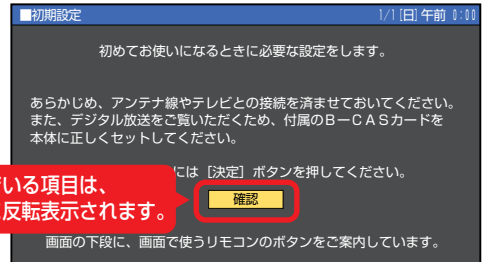 ■初期設定 1/1[日]午前 0:00
初めてお使いになるときに必要な設定をします。
あらかじめ、アンテナ線やテレビとの接続を済ませておいてください。
また、デジタル放送をご覧いただくため、付属のB-CASカードを
本体に正しくセットしてください。
には［決定］ボタンを押してください。
いる項目は、
反転表示されます。
確認
画面の下段に、画面で使うリモコンのボタンをご案内しています。